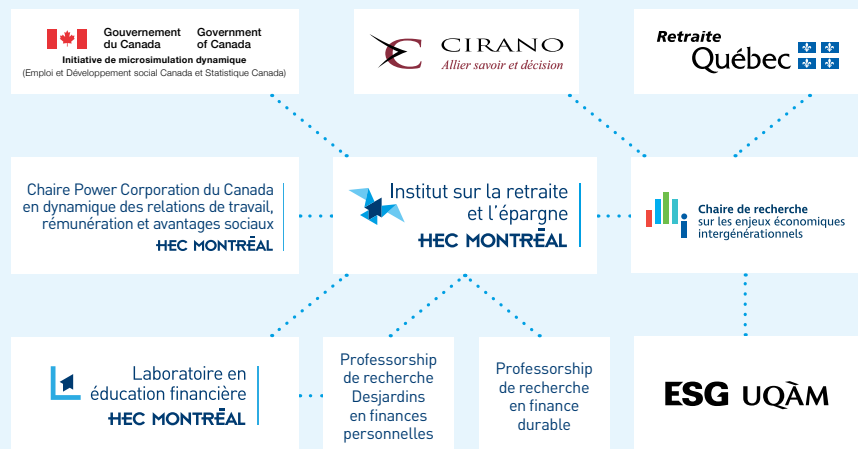 Gouvernement
du Canada
Government
of Canada
Initiative de microsimulation dynamique
(Emploi et Développement social Canada et Statistique Canada)
CIRANO
Allier savoir et décision
Retraite
Québec
Chaire Power Corporation du Canada
en dynamique des relations de travail,
rémunération et avantages sociaux
HEC MONTRÉAL
Institut sur la retraite
et l'épargne
HEC MONTRÉAL
Chaire de recherche
sur les enjeux économiques
intergénérationnels
Laboratoire en
éducation financière
HEC MONTRÉAL
Professorship
de recherche
Desjardins
en finances
personnelles
Professorship
de recherche
en finance
durable
ESG UQÀM